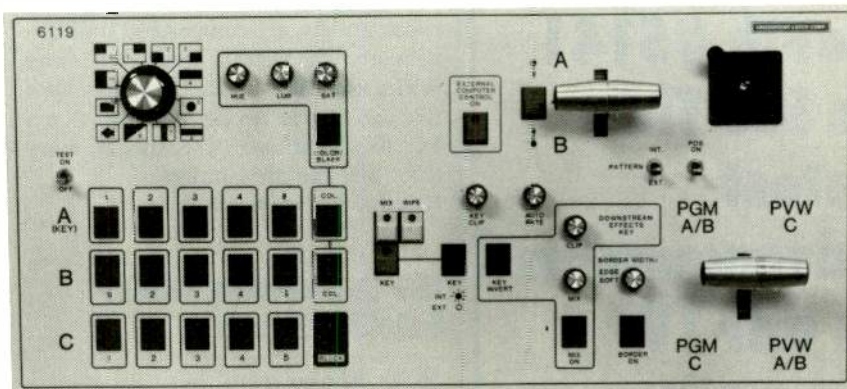 6119
HUE
LUM
SAT
COLOR/
BLACK
TEST
ON
OFF
A
(KEY)
1 2 3 4 COL.
B
2 3 4 5 COL.
C
1 2 3 4 5 BLACK
MIX WIPE
KEY
KEY
INT
EXT
EXTERNAL
COMPUTER
CONTROL
ON
A
B
KEY
CLIP
AUTO
RATE
KEY
INVERT
DOWNSTREAM
EFFECTS
KEY
CLIP
MIX
MIX
ON
BORDER WIDTH
EDGE
SOFT
BORDER
ON
PATTERN
INT.
EXT
POS
ON
PGM
A/B
PVW
C
PGM
C
PVW
A/B